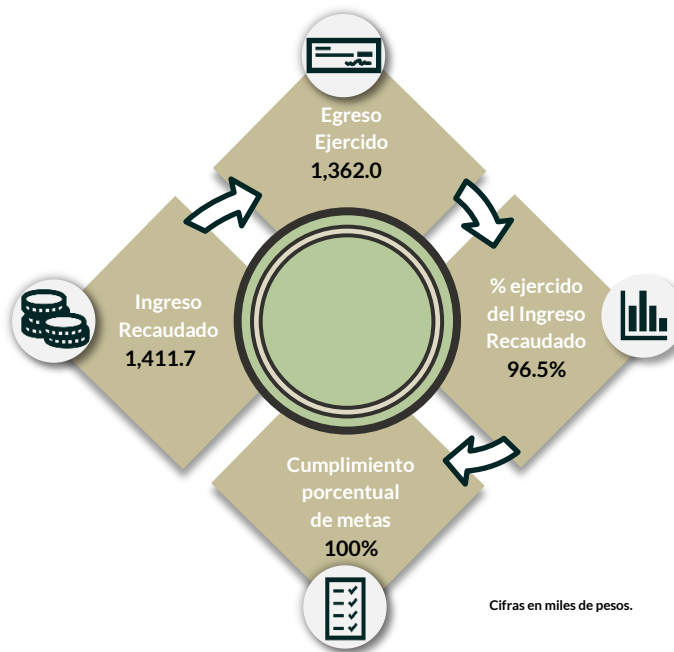 Egreso
Ejercido
1,362.0
Ingreso
Recaudado
1,411.7
% ejercido
del Ingreso
Recaudado
96.5%
Cumplimiento
porcentual
de metas
100%
Cifras en miles de pesos.